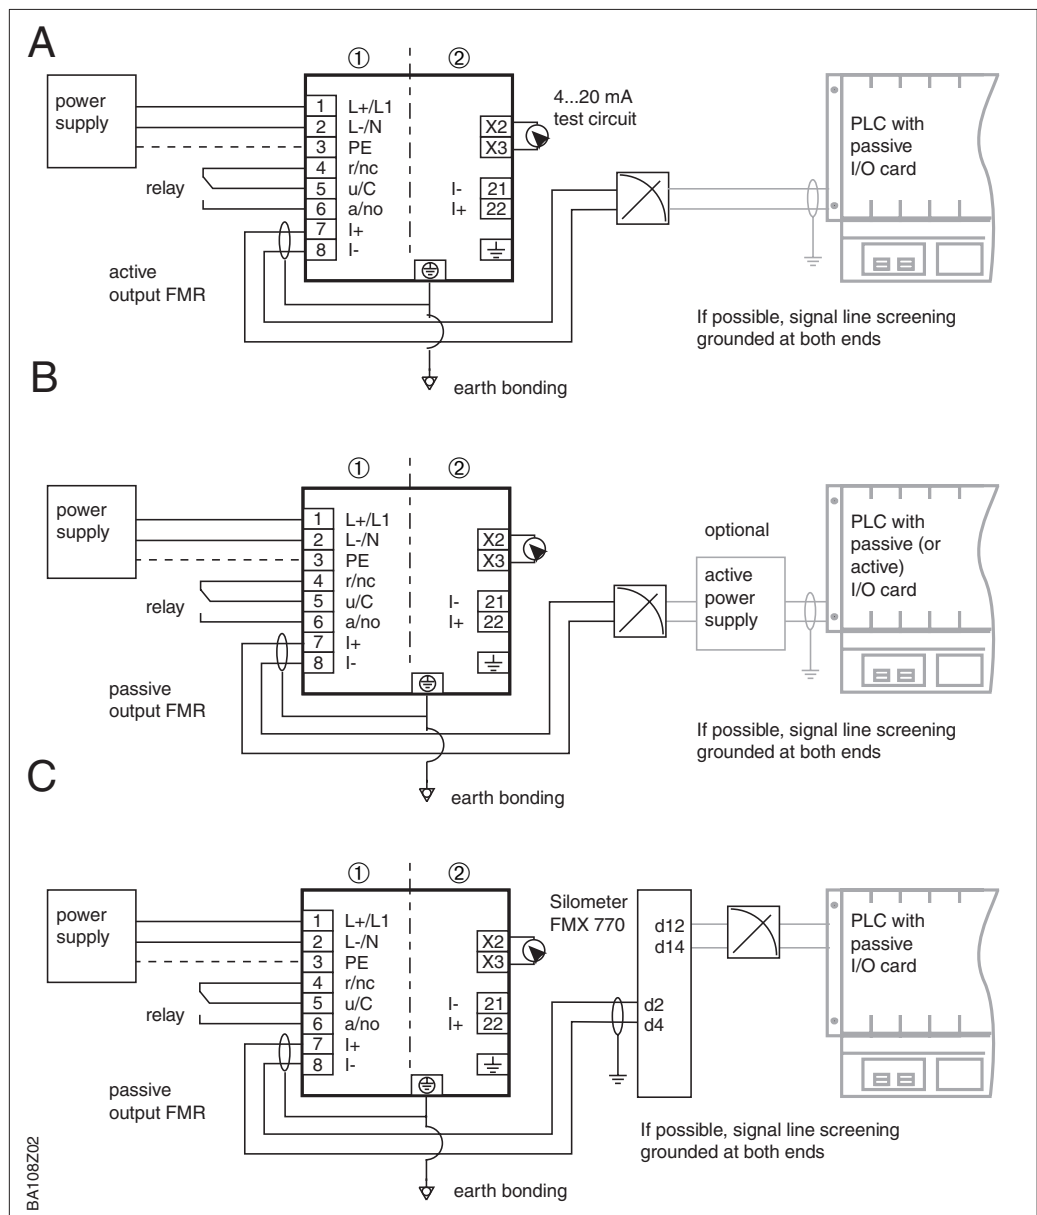 A
① ②
power
supply
1 L+/L1
2 L-/N
3 PE
4 r/nc
5 u/C
6 a/no
7 I+
8 I-
relay
active
output FMR
X2
X3
I- 21
I+ 22
4...20 mA
test circuit
PLC with
passive
I/O card
If possible, signal line screening
grounded at both ends
earth bonding
B
① ②
power
supply
1 L+/L1
2 L-/N
3 PE
4 r/nc
5 u/C
6 a/no
7 I+
8 I-
relay
passive
output FMR
X2
X3
I- 21
I+ 22
optional
active
power
supply
PLC with
passive (or
active)
I/O card
If possible, signal line screening
grounded at both ends
earth bonding
C
① ②
power
supply
1 L+/L1
2 L-/N
3 PE
4 r/nc
5 u/C
6 a/no
7 I+
8 I-
relay
passive
output FMR
X2
X3
I- 21
I+ 22
Silometer
FMX 770
d12
d14
d2
d4
PLC with
passive
I/O card
If possible, signal line screening
grounded at both ends
earth bonding
BA108Z02